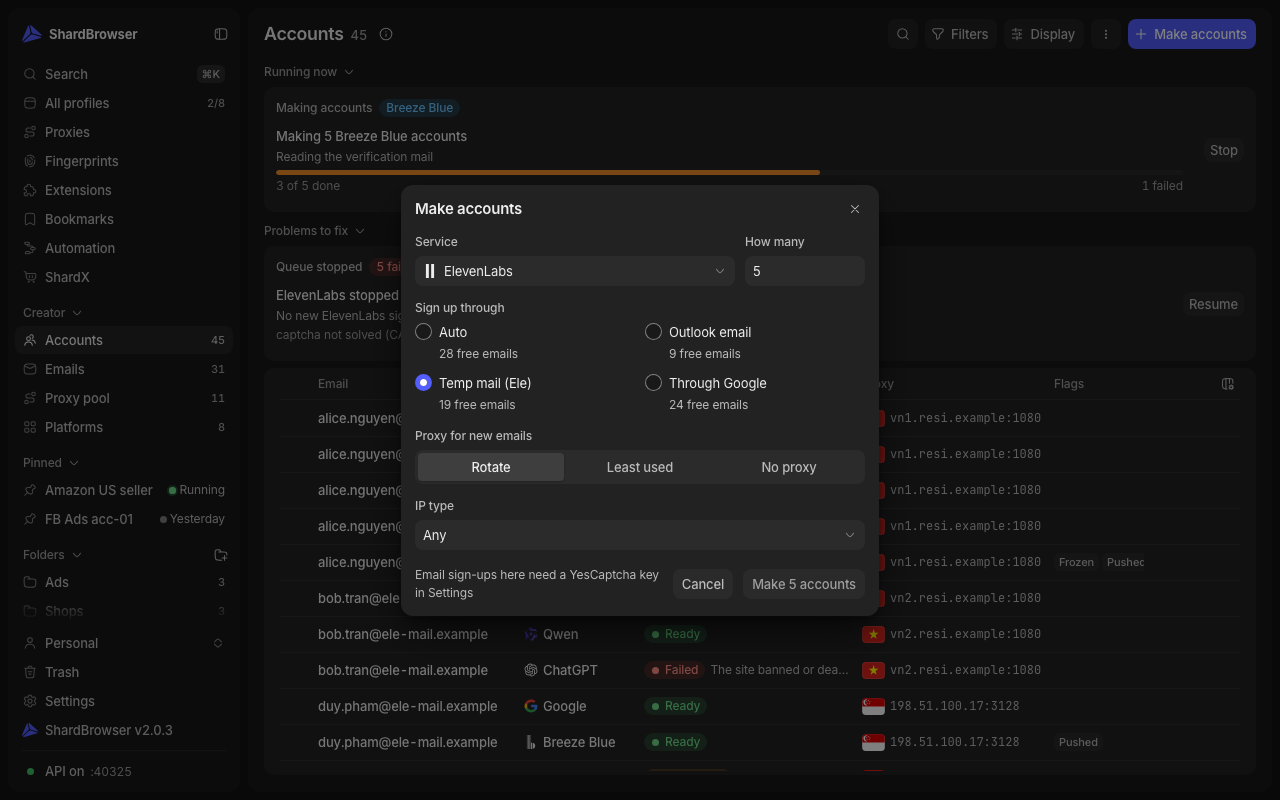 ShardBrowser
Search ⌘K
All profiles 2/8
Proxies
Fingerprints
Extensions
Bookmarks
Automation
ShardX
Creator
Accounts 45
Emails 31
Proxy pool 11
Platforms 8
Pinned
Amazon US seller Running
FB Ads acc-01 Yesterday
Folders
Ads 3
Shops 3
Personal
Trash
Settings
ShardBrowser v2.0.3
API on :40325
Accounts 45
Filters
Display
Make accounts
Running now
Making accounts Breeze Blue
Making 5 Breeze Blue accounts
Reading the verification mail
Stop
3 of 5 done 1 failed
Problems to fix
Queue stopped 5 fai
ElevenLabs stopped
No new ElevenLabs
captcha not solved (CA
Resume
Make accounts
Service How many
ElevenLabs 5
Sign up through
Auto
28 free emails
Outlook email
9 free emails
Temp mail (Ele)
19 free emails
Through Google
24 free emails
Proxy for new emails
Rotate Least used No proxy
IP type
Any
Email sign-ups here need a YesCaptcha key
in Settings
Cancel Make 5 accounts
Email Flags
alice.nguyen@ vn1.resi.example:1080
alice.nguyen@ vn1.resi.example:1080
alice.nguyen@ vn1.resi.example:1080
alice.nguyen@ vn1.resi.example:1080
alice.nguyen@ vn1.resi.example:1080 Frozen Pushed
bob.tran@ele vn2.resi.example:1080
bob.tran@ele-mail.example Qwen Ready vn2.resi.example:1080
bob.tran@ele-mail.example ChatGPT Failed The site banned or dea... vn2.resi.example:1080
duy.pham@ele-mail.example Google Ready 198.51.100.17:3128
duy.pham@ele-mail.example Breeze Blue Ready 198.51.100.17:3128 Pushed